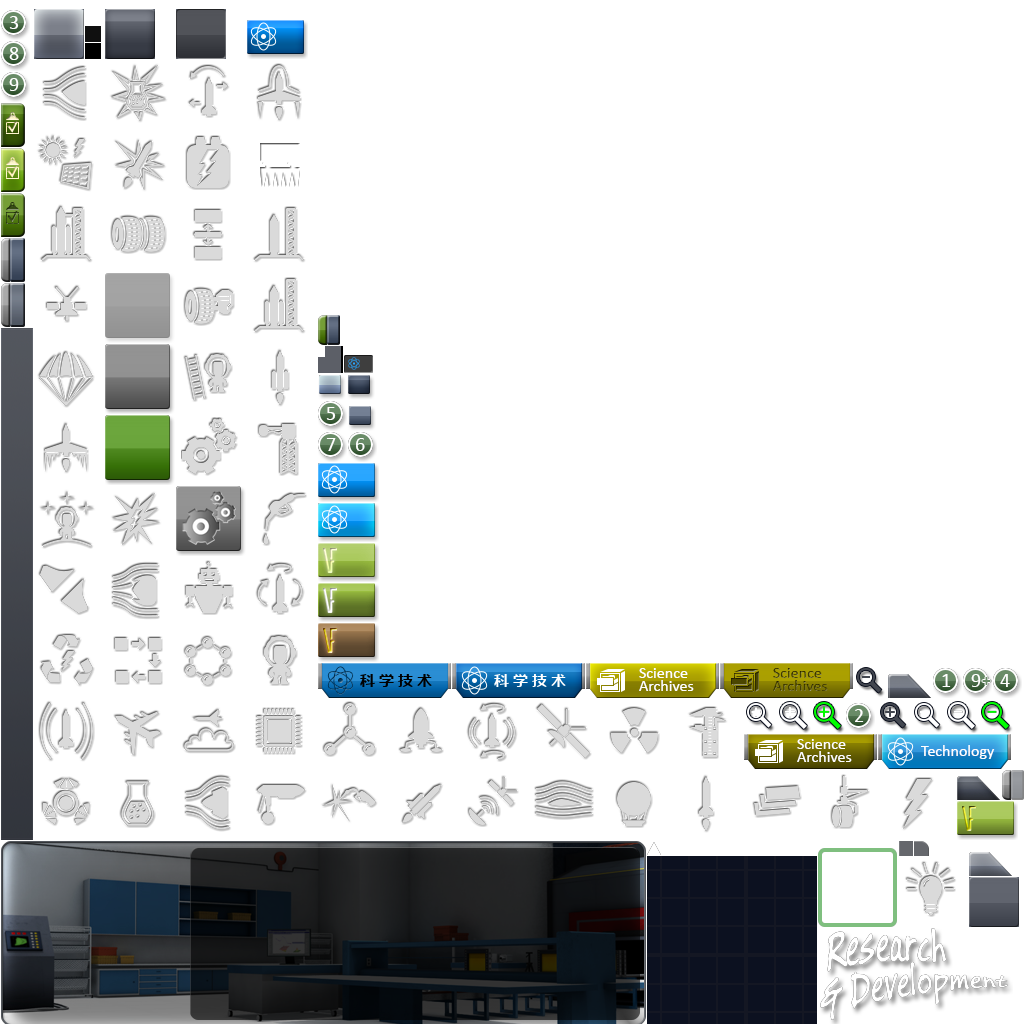 3
8
9
5
7 6
科学技术
科学技术
Science
Archives
Science
Archives
1 9+ 4
2
Science
Archives
Technology
Research
& Development